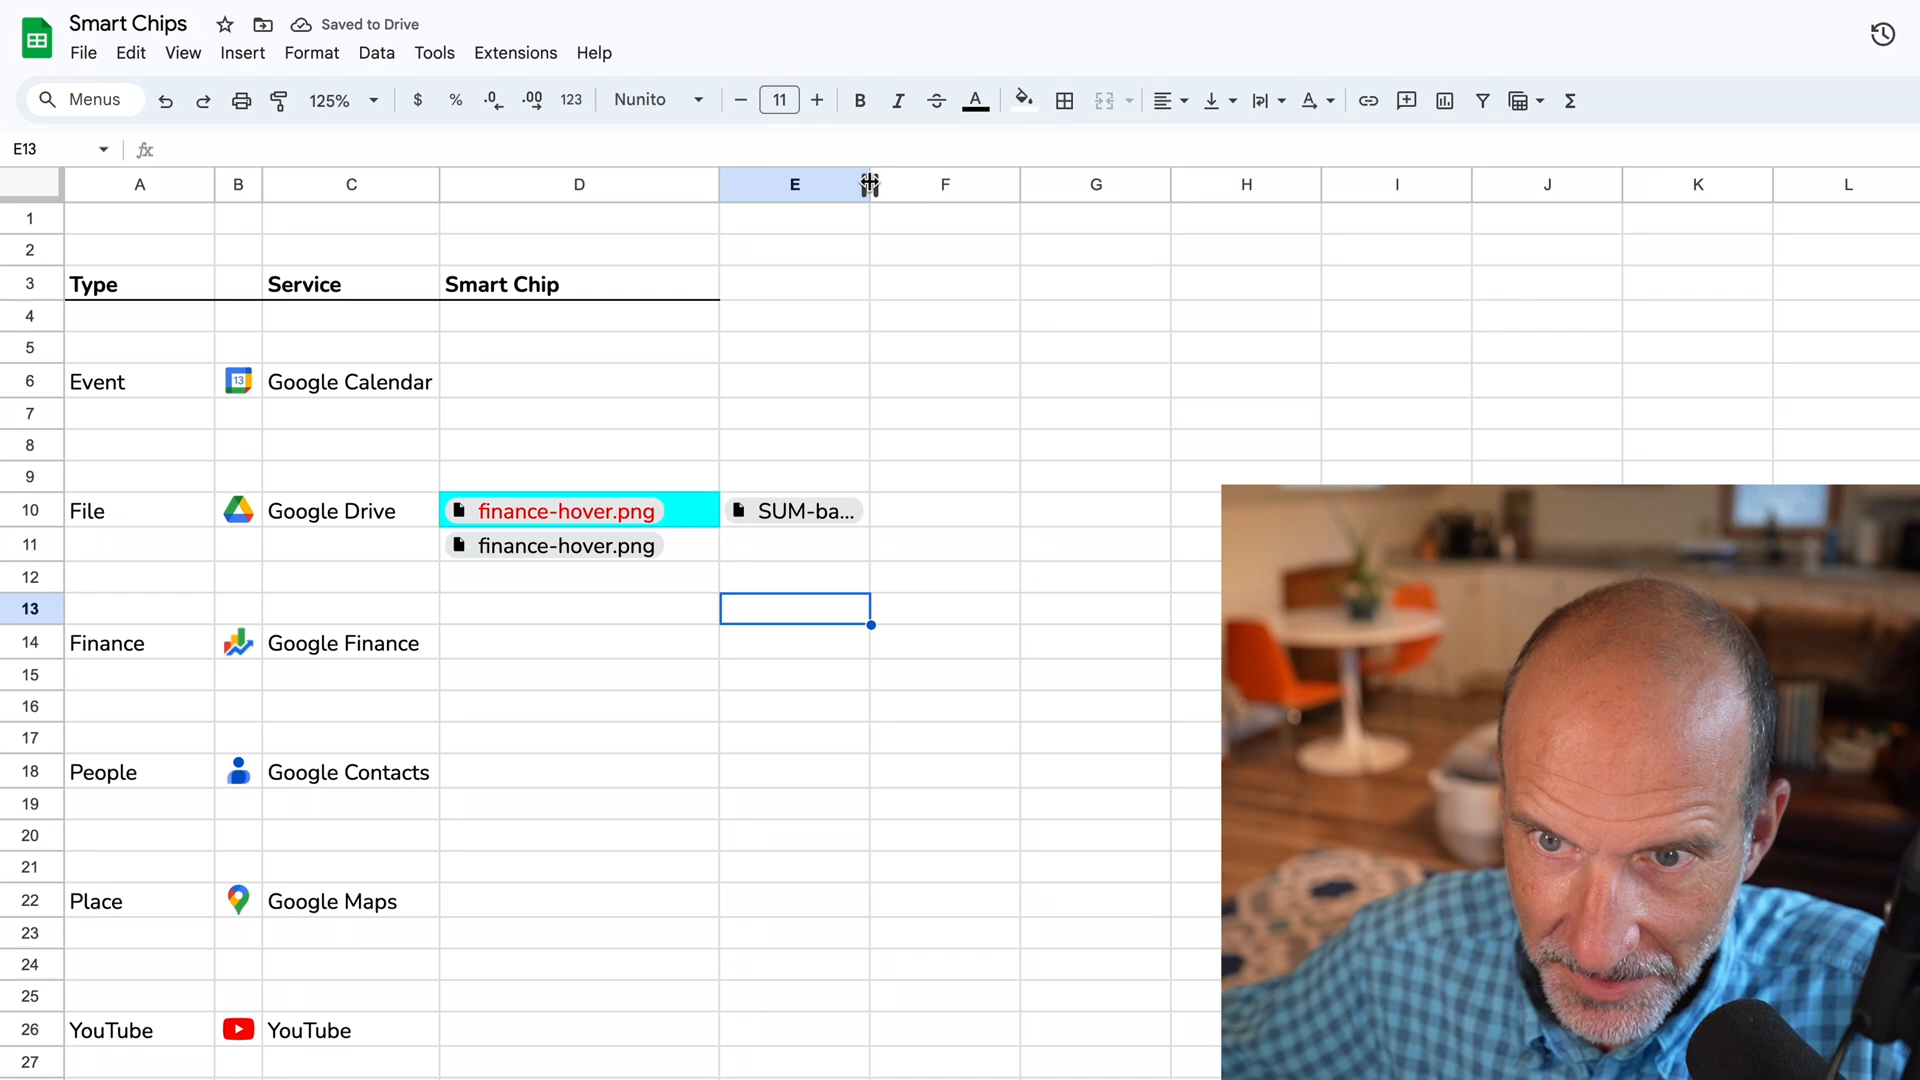 Smart Chips Saved to Drive
File Edit View Insert Format Data Tools Extensions Help
Menus 125% $ % .0 .00 123 Nunito 11 B I A A
E13 fx
A B C D E F G H I J K L
1
2
3 Type Service Smart Chip
4
5
6 Event 13 Google Calendar
7
8
9
10 File Google Drive finance-hover.png SUM-ba...
11 finance-hover.png
12
13
14 Finance Google Finance
15
16
17
18 People Google Contacts
19
20
21
22 Place Google Maps
23
24
25
26 YouTube YouTube
27